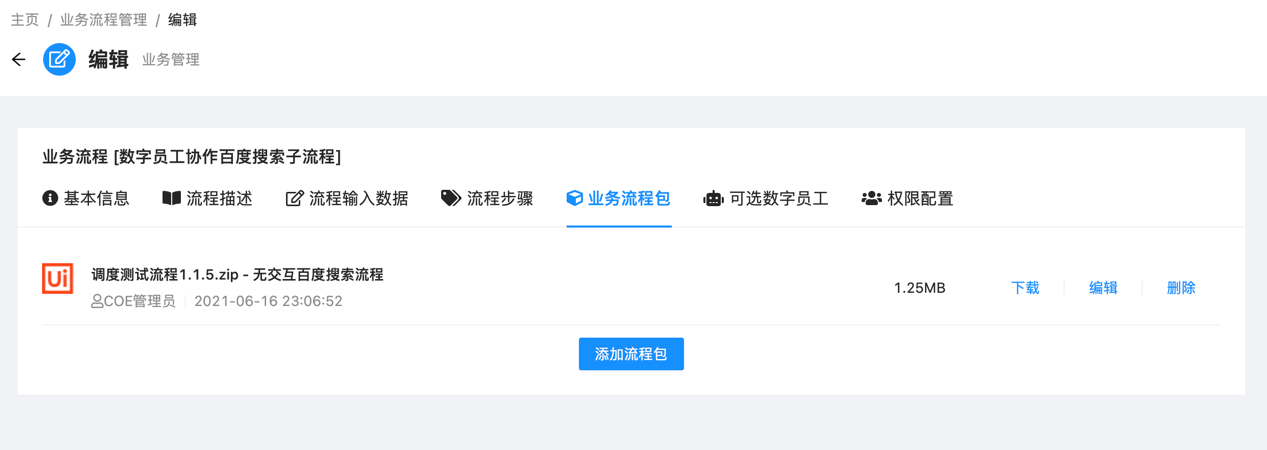 主页 / 业务流程管理 / 编辑
编辑 业务管理
业务流程 [数字员工协作百度搜索子流程]
基本信息 流程描述 流程输入数据 流程步骤 业务流程包 可选数字员工 权限配置
Ui 调度测试流程1.1.5.zip - 无交互百度搜索流程
COE管理员 2021-06-16 23:06:52
1.25MB 下载 编辑 删除
添加流程包